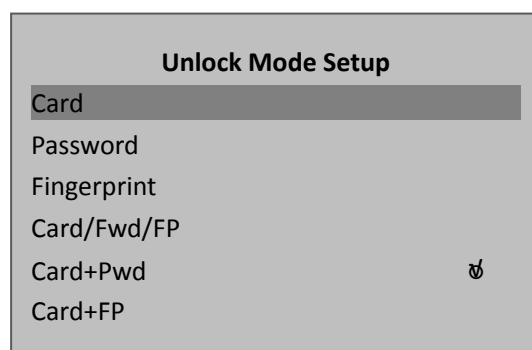 Unlock Mode Setup
Card
Password
Fingerprint
Card/Fwd/FP
Card+Pwd
Card+FP